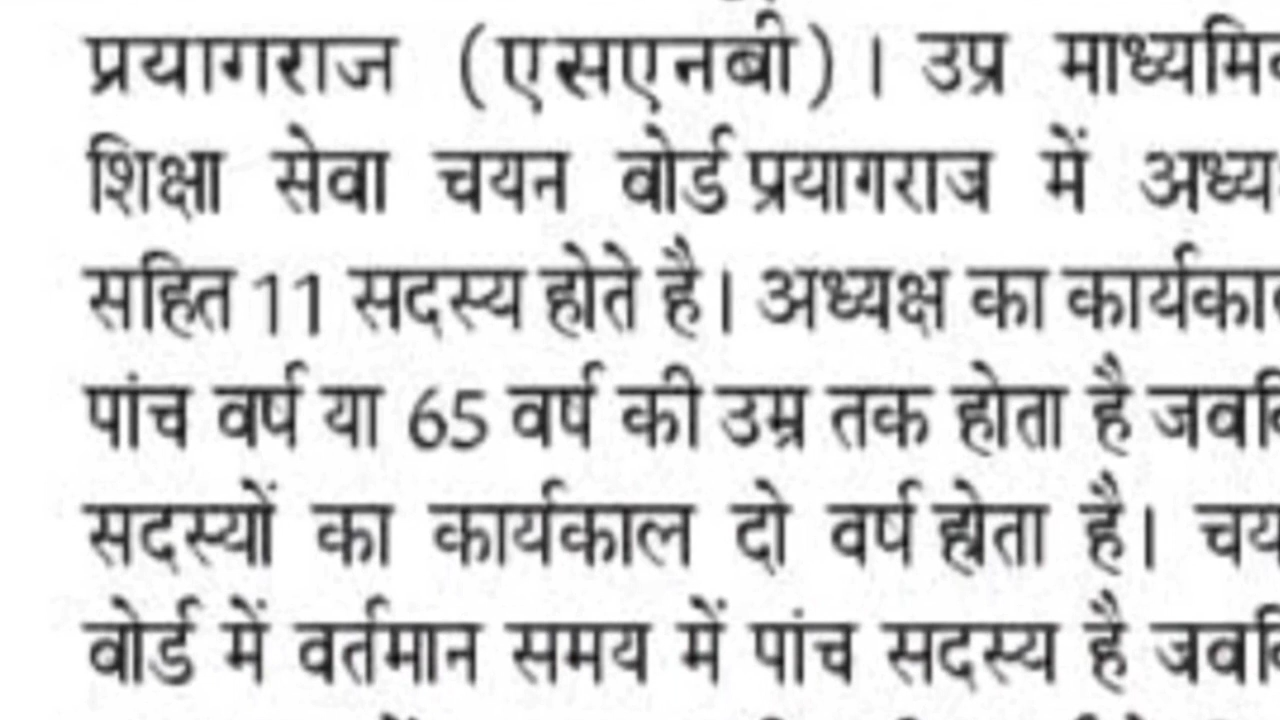 प्रयागराज (एसएनबी)। उप्र
शिक्षा सेवा चयन वोर्ड प्रयागराज में
सहित 11 सदस्य होते है। अध्यक्ष का
पांच वर्ष या 65 वर्ष की उम्र तक होता है
सदस्यों का कार्यकाल दो वर्ष होता है।
वोर्ड में वर्तमान समय में पांच सदस्य है